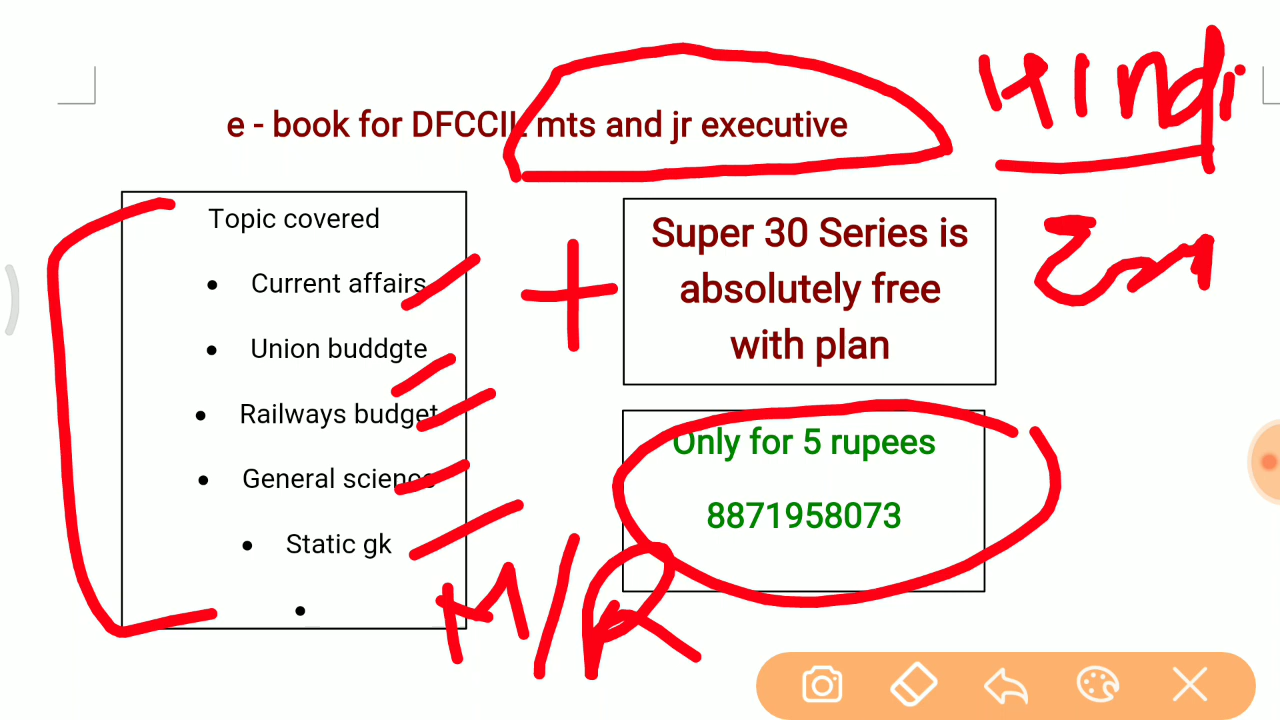 HINdi
e - book for DFCCIL mts and jr executive
Topic covered
Current affairs
Union buddgte
Railways budget
General science
Static gk
Super 30 Series is
absolutely free
with plan
Only for 5 rupees
8871958073
M/R